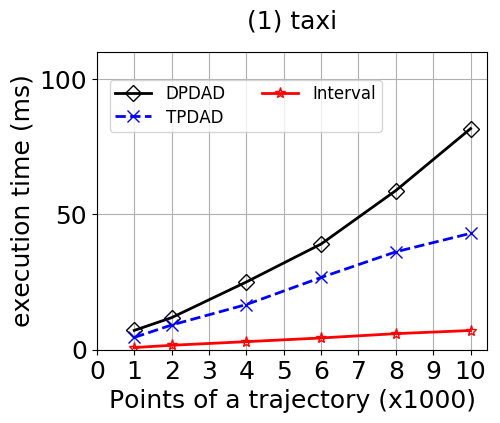 (1) taxi
execution time (ms)
100
50
0
DPDAD
TPDAD
Interval
0 1 2 3 4 5 6 7 8 9 10
Points of a trajectory (x1000)